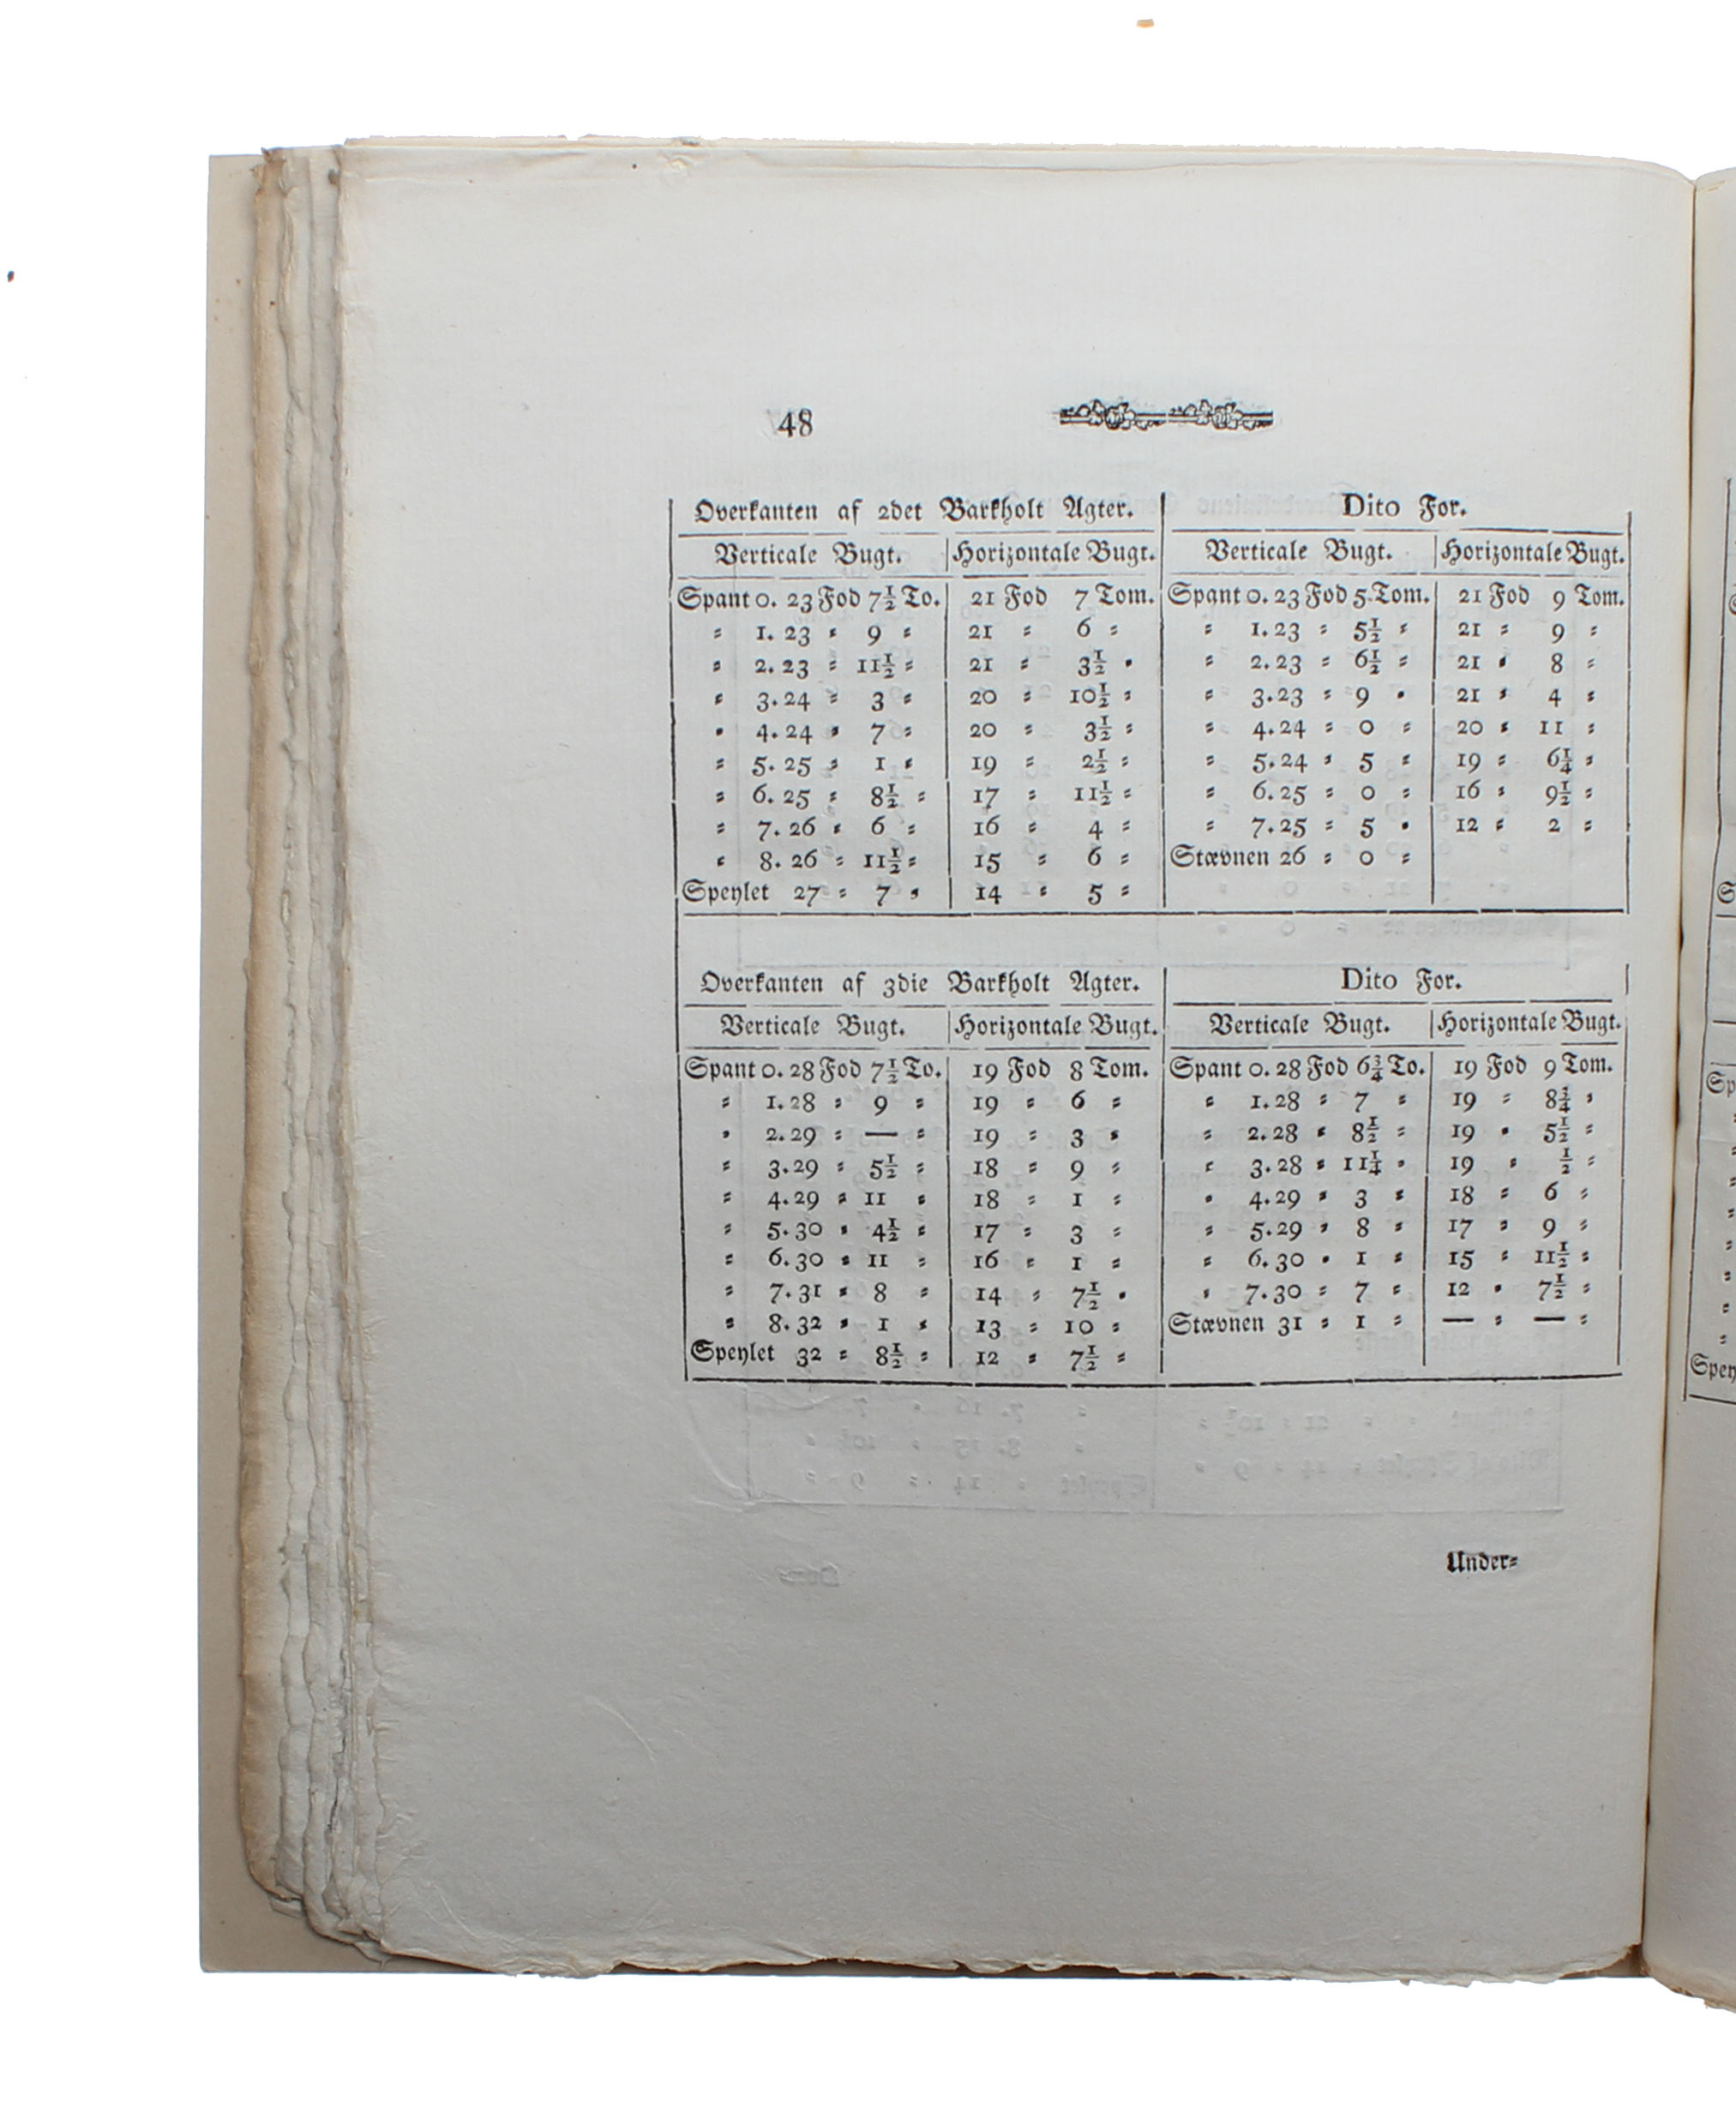 48
Overkanten af 2det Barkholt Agter. Dito For.
Verticale Bugt. Horizontale Bugt. Verticale Bugt. Horizontale Bugt.
Spant 0. 23 Fod 7½ To. 21 Fod 7 Tom. Spant 0. 23 Fod 5 Tom. 21 Fod 9 Tom.
⸗ 1. 23 ⸗ 9 ⸗ 21 ⸗ 6 ⸗ ⸗ 1. 23 ⸗ 5½ ⸗ 21 ⸗ 9 ⸗
⸗ 2. 23 ⸗ 11½ ⸗ 21 ⸗ 3½ ⸗ ⸗ 2. 23 ⸗ 6½ ⸗ 21 ⸗ 8 ⸗
⸗ 3. 24 ⸗ 3 ⸗ 20 ⸗ 10½ ⸗ ⸗ 3. 23 ⸗ 9 ⸗ 21 ⸗ 4 ⸗
⸗ 4. 24 ⸗ 7 ⸗ 20 ⸗ 3½ ⸗ ⸗ 4. 24 ⸗ 0 ⸗ 20 ⸗ 11 ⸗
⸗ 5. 25 ⸗ 1 ⸗ 19 ⸗ 2½ ⸗ ⸗ 5. 24 ⸗ 5 ⸗ 19 ⸗ 6¼ ⸗
⸗ 6. 25 ⸗ 8½ ⸗ 17 ⸗ 11½ ⸗ ⸗ 6. 25 ⸗ 0 ⸗ 16 ⸗ 9½ ⸗
⸗ 7. 26 ⸗ 6 ⸗ 16 ⸗ 4 ⸗ ⸗ 7. 25 ⸗ 5 ⸗ 12 ⸗ 2 ⸗
⸗ 8. 26 ⸗ 11½ ⸗ 15 ⸗ 6 ⸗ Stævnen 26 ⸗ 0 ⸗
Speylet 27 ⸗ 7 ⸗ 14 ⸗ 5 ⸗
Overkanten af 3die Barkholt Agter. Dito For.
Verticale Bugt. Horizontale Bugt. Verticale Bugt. Horizontale Bugt.
Spant 0. 28 Fod 7½ To. 19 Fod 8 Tom. Spant 0. 28 Fod 6¾ To. 19 Fod 9 Tom.
⸗ 1. 28 ⸗ 9 ⸗ 19 ⸗ 6 ⸗ ⸗ 1. 28 ⸗ 7 ⸗ 19 ⸗ 8¾ ⸗
⸗ 2. 29 ⸗ — ⸗ 19 ⸗ 3 ⸗ ⸗ 2. 28 ⸗ 8½ ⸗ 19 ⸗ 5½ ⸗
⸗ 3. 29 ⸗ 5½ ⸗ 18 ⸗ 9 ⸗ ⸗ 3. 28 ⸗ 11¼ ⸗ 19 ⸗ ½ ⸗
⸗ 4. 29 ⸗ 11 ⸗ 18 ⸗ 1 ⸗ ⸗ 4. 29 ⸗ 3 ⸗ 18 ⸗ 6 ⸗
⸗ 5. 30 ⸗ 4½ ⸗ 17 ⸗ 3 ⸗ ⸗ 5. 29 ⸗ 8 ⸗ 17 ⸗ 9 ⸗
⸗ 6. 30 ⸗ 11 ⸗ 16 ⸗ 1 ⸗ ⸗ 6. 30 ⸗ 1 ⸗ 15 ⸗ 11½ ⸗
⸗ 7. 31 ⸗ 8 ⸗ 14 ⸗ 7½ ⸗ ⸗ 7. 30 ⸗ 7 ⸗ 12 ⸗ 7½ ⸗
⸗ 8. 32 ⸗ 1 ⸗ 13 ⸗ 10 ⸗ Stævnen 31 ⸗ 1 ⸗ — ⸗ — ⸗
Speylet 32 ⸗ 8½ ⸗ 12 ⸗ 7½ ⸗
Under⸗